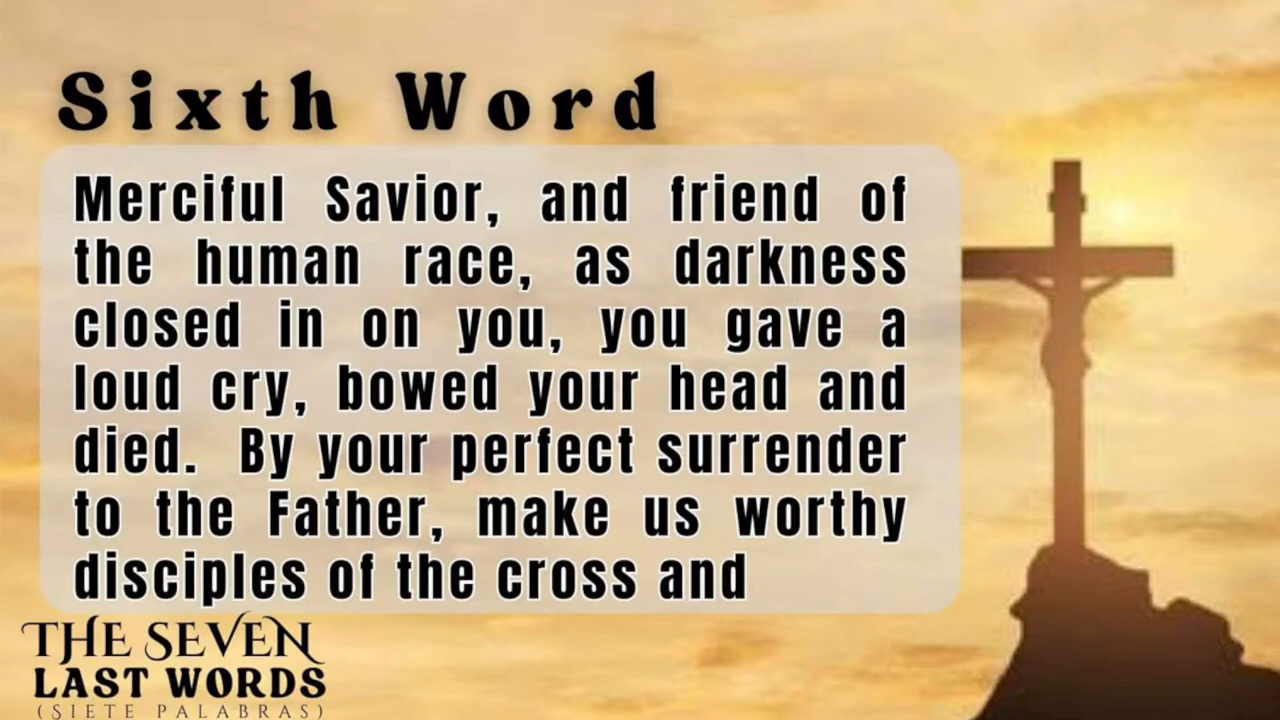 Sixth Word
Merciful Savior, and friend of
the human race, as darkness
closed in on you, you gave a
loud cry, bowed your head and
died. By your perfect surrender
to the Father, make us worthy
disciples of the cross and
THE SEVEN
LAST WORDS
(SIETE PALABRAS)